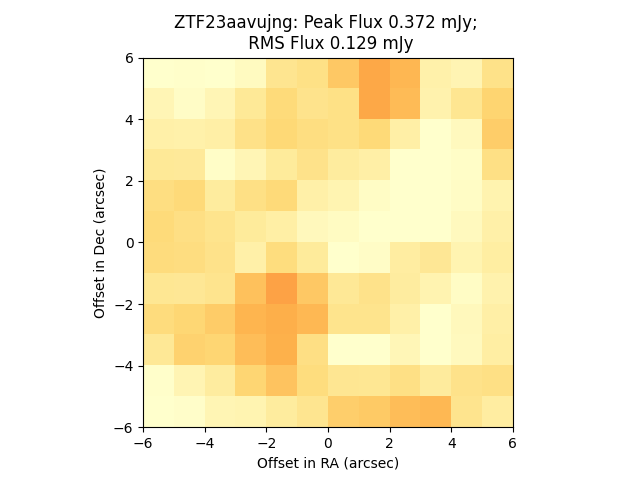 ZTF23aavujng: Peak Flux 0.372 mJy;
RMS Flux 0.129 mJy
6
4
2
0
−2
−4
−6
Offset in Dec (arcsec)
−6 −4 −2 0 2 4 6
Offset in RA (arcsec)